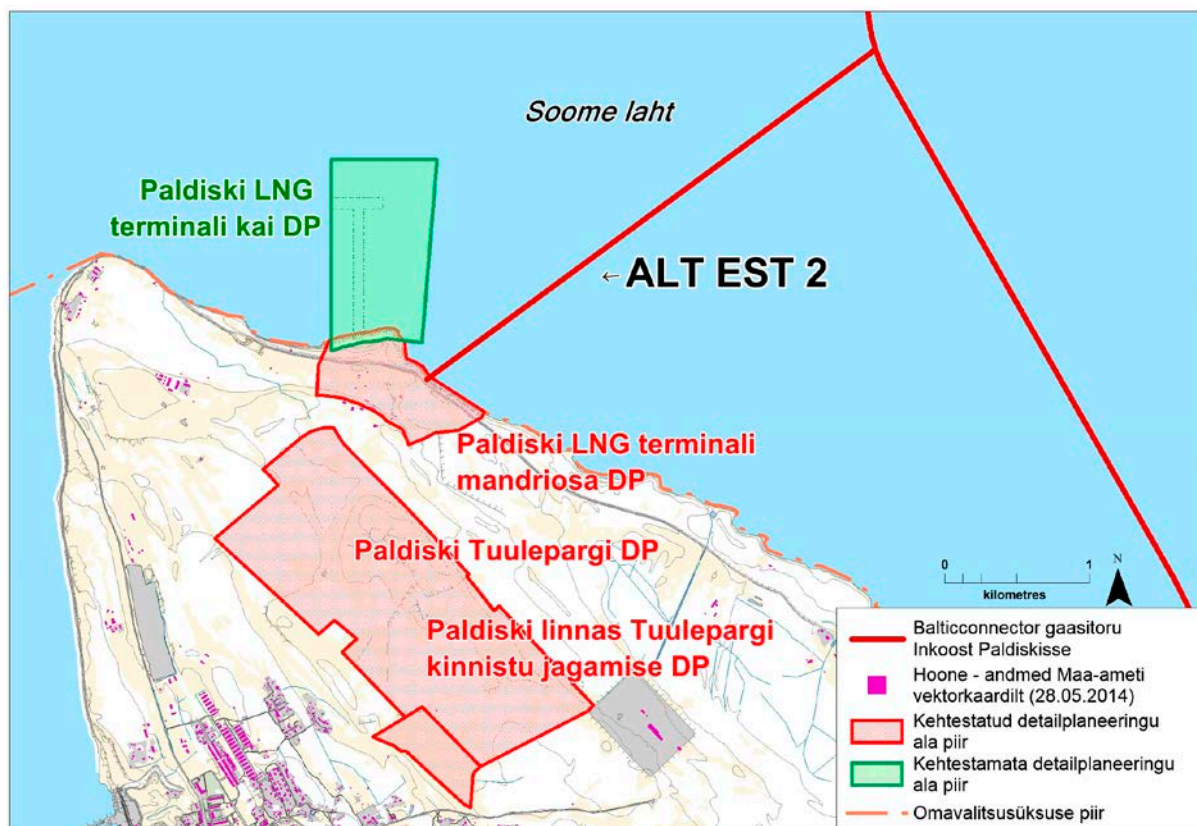 Soome laht
Paldiski LNG
terminali kai DP
←ALT EST 2
Paldiski LNG terminali
mandriosa DP
Paldiski Tuulepargi DP
Paldiski linnas Tuulepargi
kinnistu jagamise DP
0 1
kilometres
N
Balticconnector gaasitoru
Inkoost Paldiskisse
Hoone - andmed Maa-ameti
vektorkaardilt (28.05.2014)
Kehtestatud detailplaneeringu
ala piir
Kehtestamata detailplaneeringu
ala piir
Omavalitsusüksuse piir